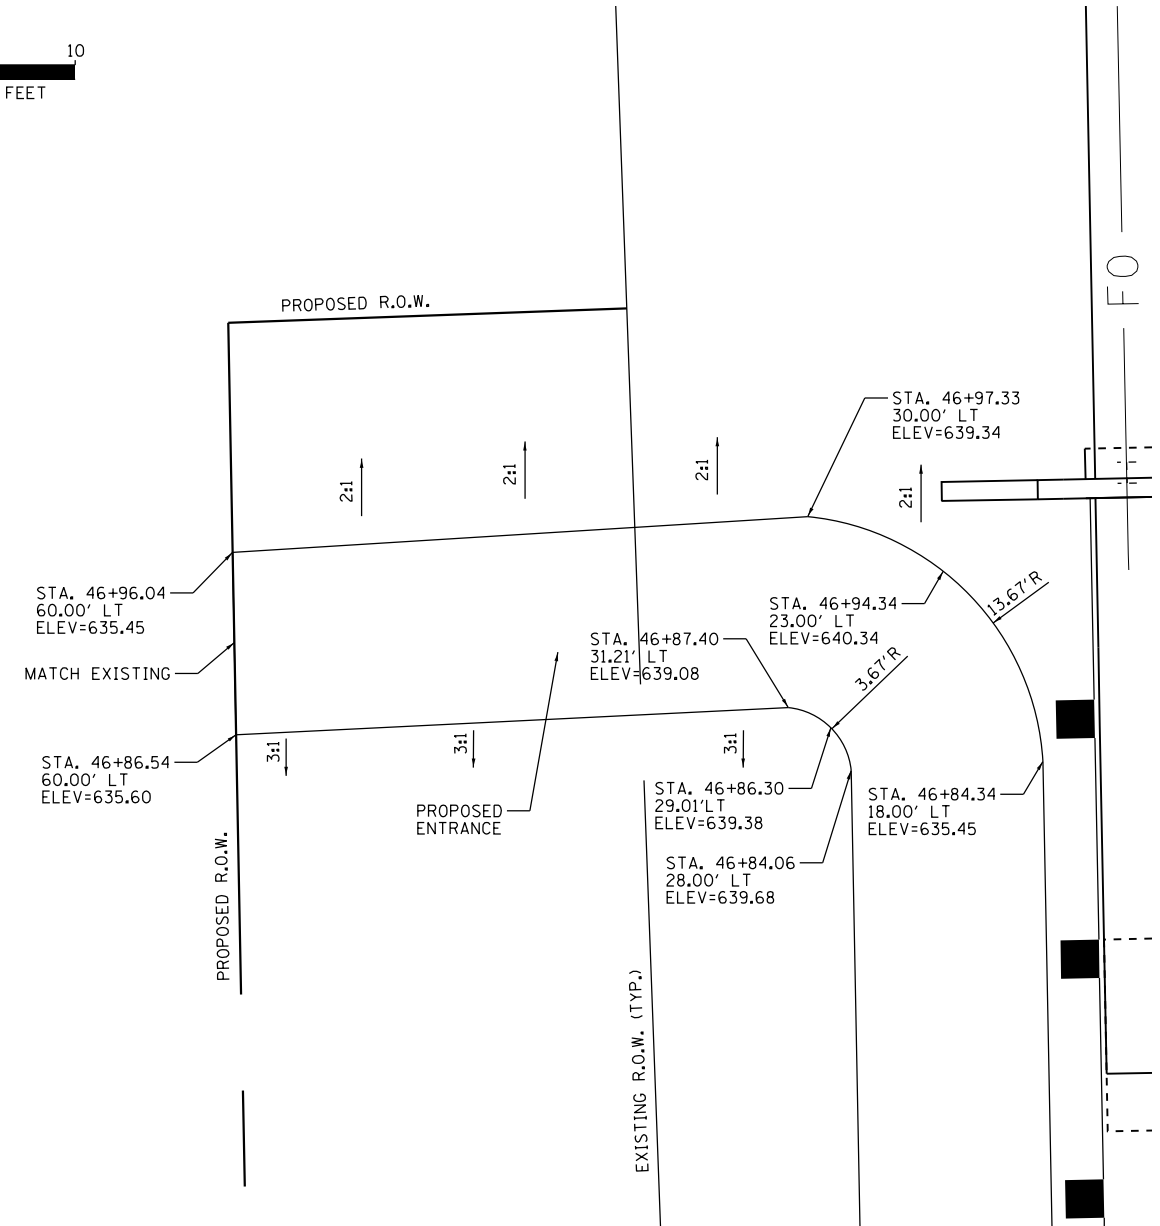 10
FEET
FO
PROPOSED R.O.W.
STA. 46+97.33
30.00' LT
ELEV=639.34
2:1
2:1
2:1
2:1
STA. 46+96.04
60.00' LT
ELEV=635.45
STA. 46+94.34
23.00' LT
ELEV=640.34
13.67'R
STA. 46+87.40
31.21' LT
ELEV=639.08
3.67'R
MATCH EXISTING
3:1
3:1
3:1
STA. 46+86.54
60.00' LT
ELEV=635.60
PROPOSED
ENTRANCE
STA. 46+86.30
29.01'LT
ELEV=639.38
STA. 46+84.34
18.00' LT
ELEV=635.45
STA. 46+84.06
28.00' LT
ELEV=639.68
PROPOSED R.O.W.
EXISTING R.O.W. (TYP.)